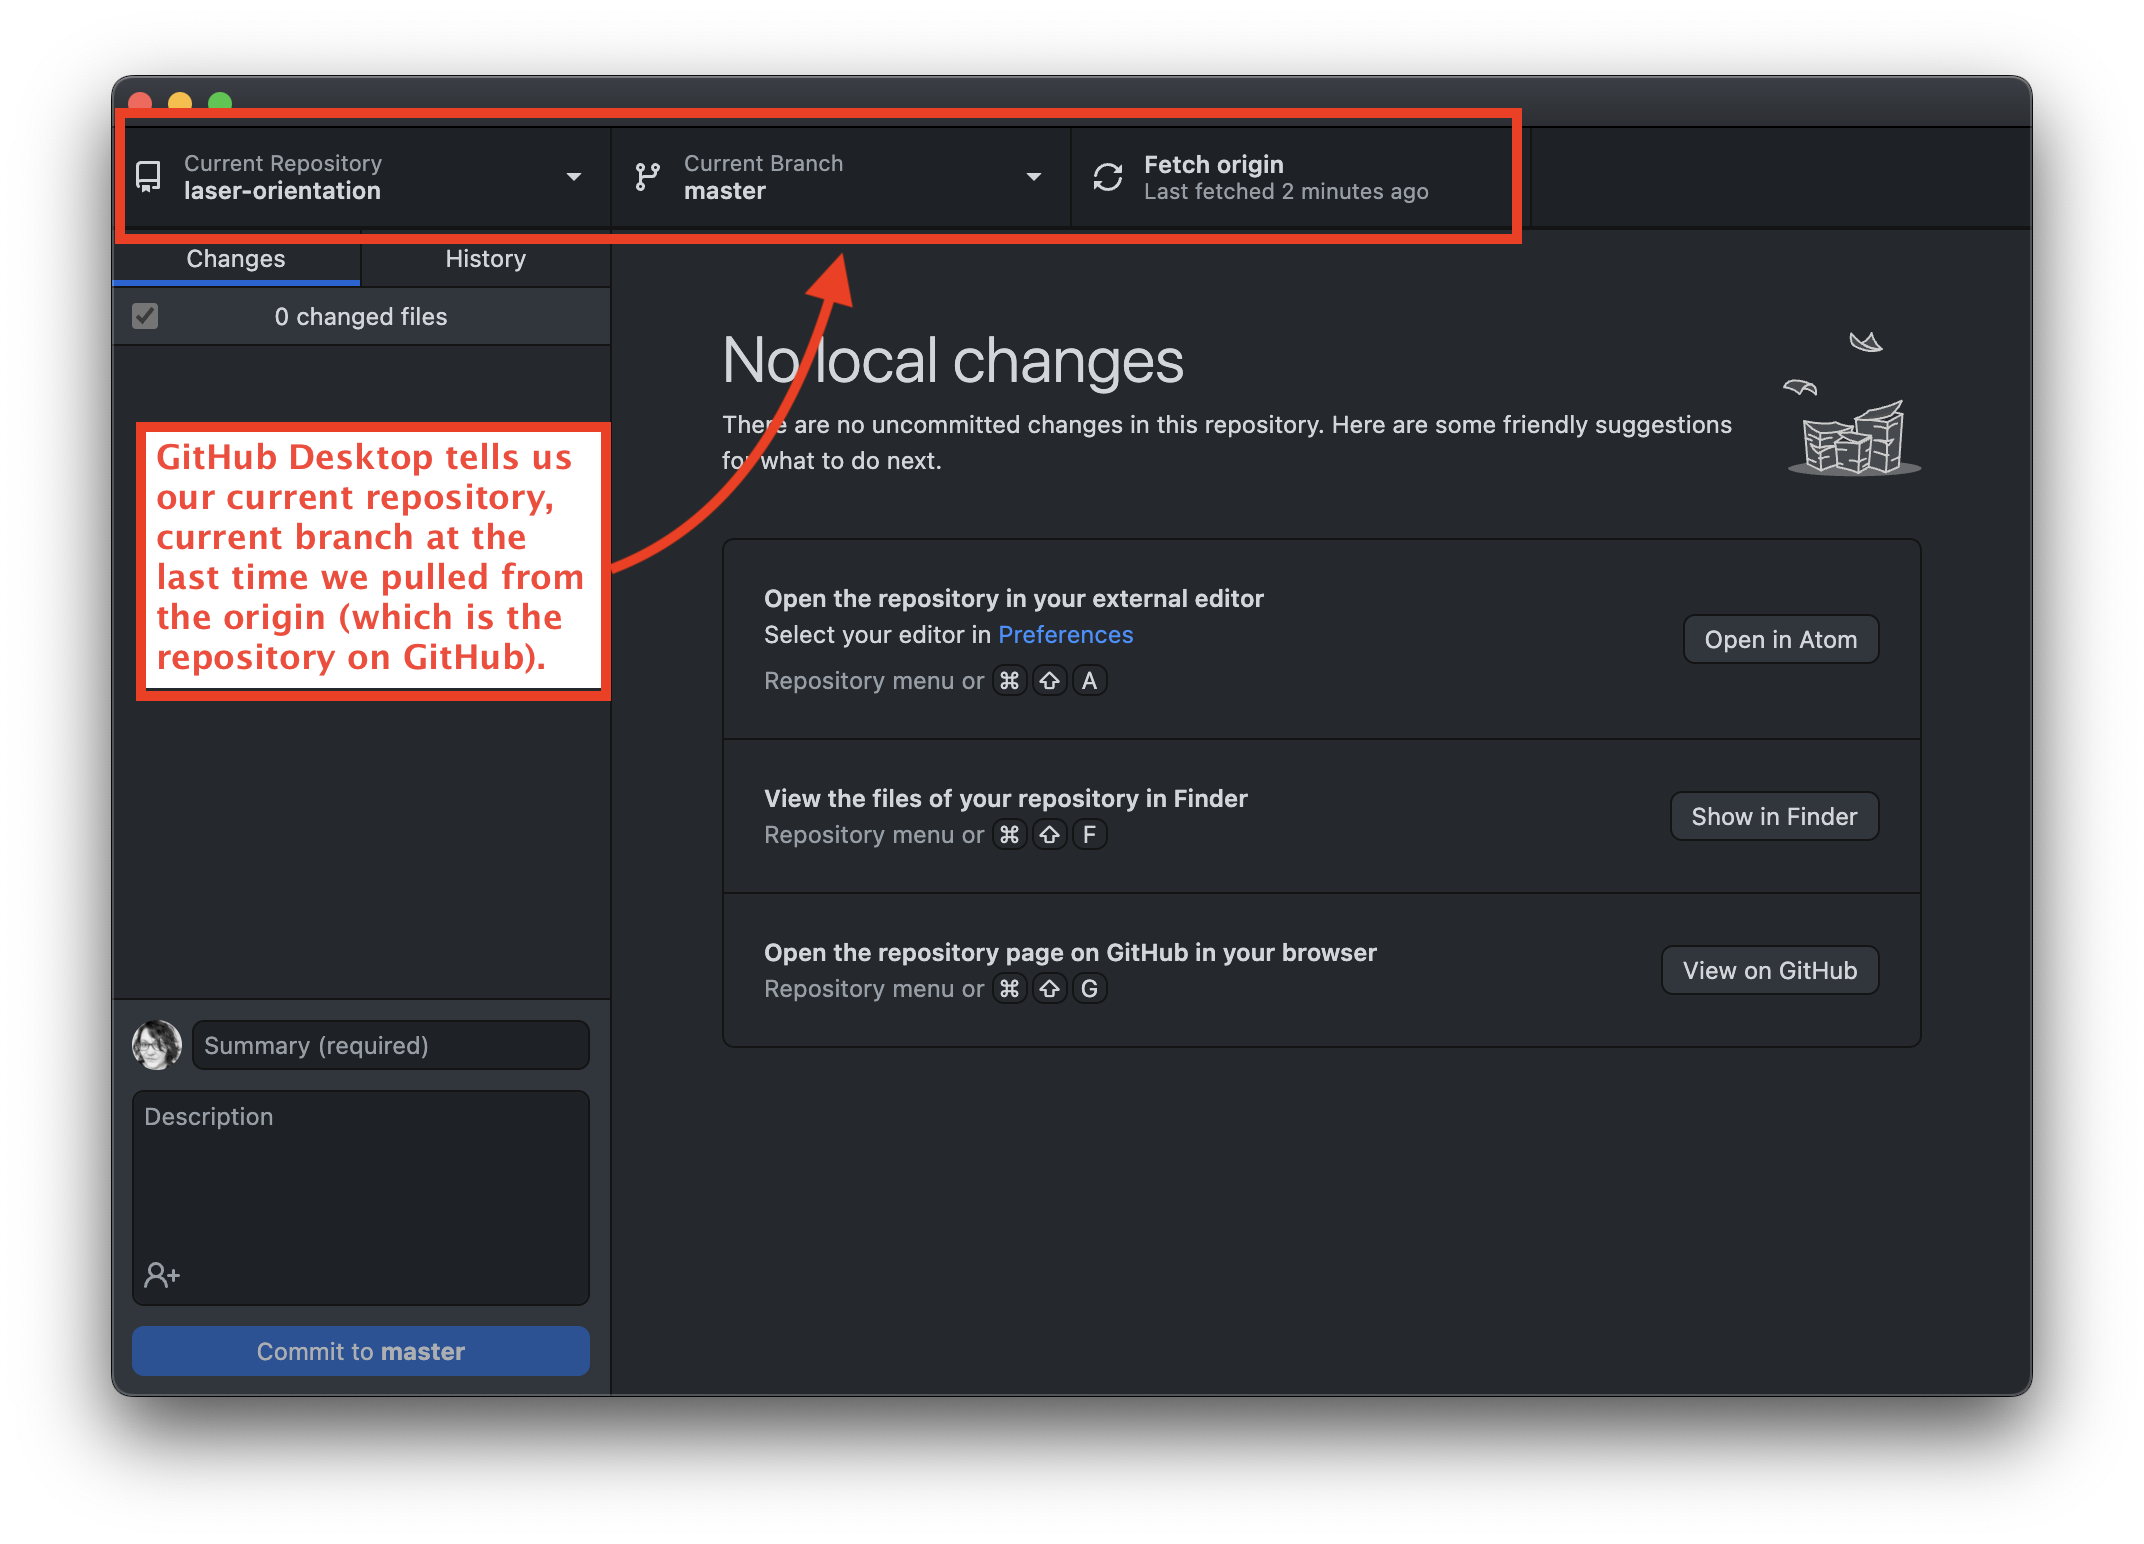 Current Repository
laser-orientation
Current Branch
master
Fetch origin
Last fetched 2 minutes ago
Changes
History
0 changed files
GitHub Desktop tells us
our current repository,
current branch at the
last time we pulled from
the origin (which is the
repository on GitHub).
No local changes
There are no uncommitted changes in this repository. Here are some friendly suggestions
for what to do next.
Open the repository in your external editor
Select your editor in Preferences
Repository menu or ⌘ ⇧ A
Open in Atom
View the files of your repository in Finder
Repository menu or ⌘ ⇧ F
Show in Finder
Open the repository page on GitHub in your browser
Repository menu or ⌘ ⇧ G
View on GitHub
Summary (required)
Description
Commit to master